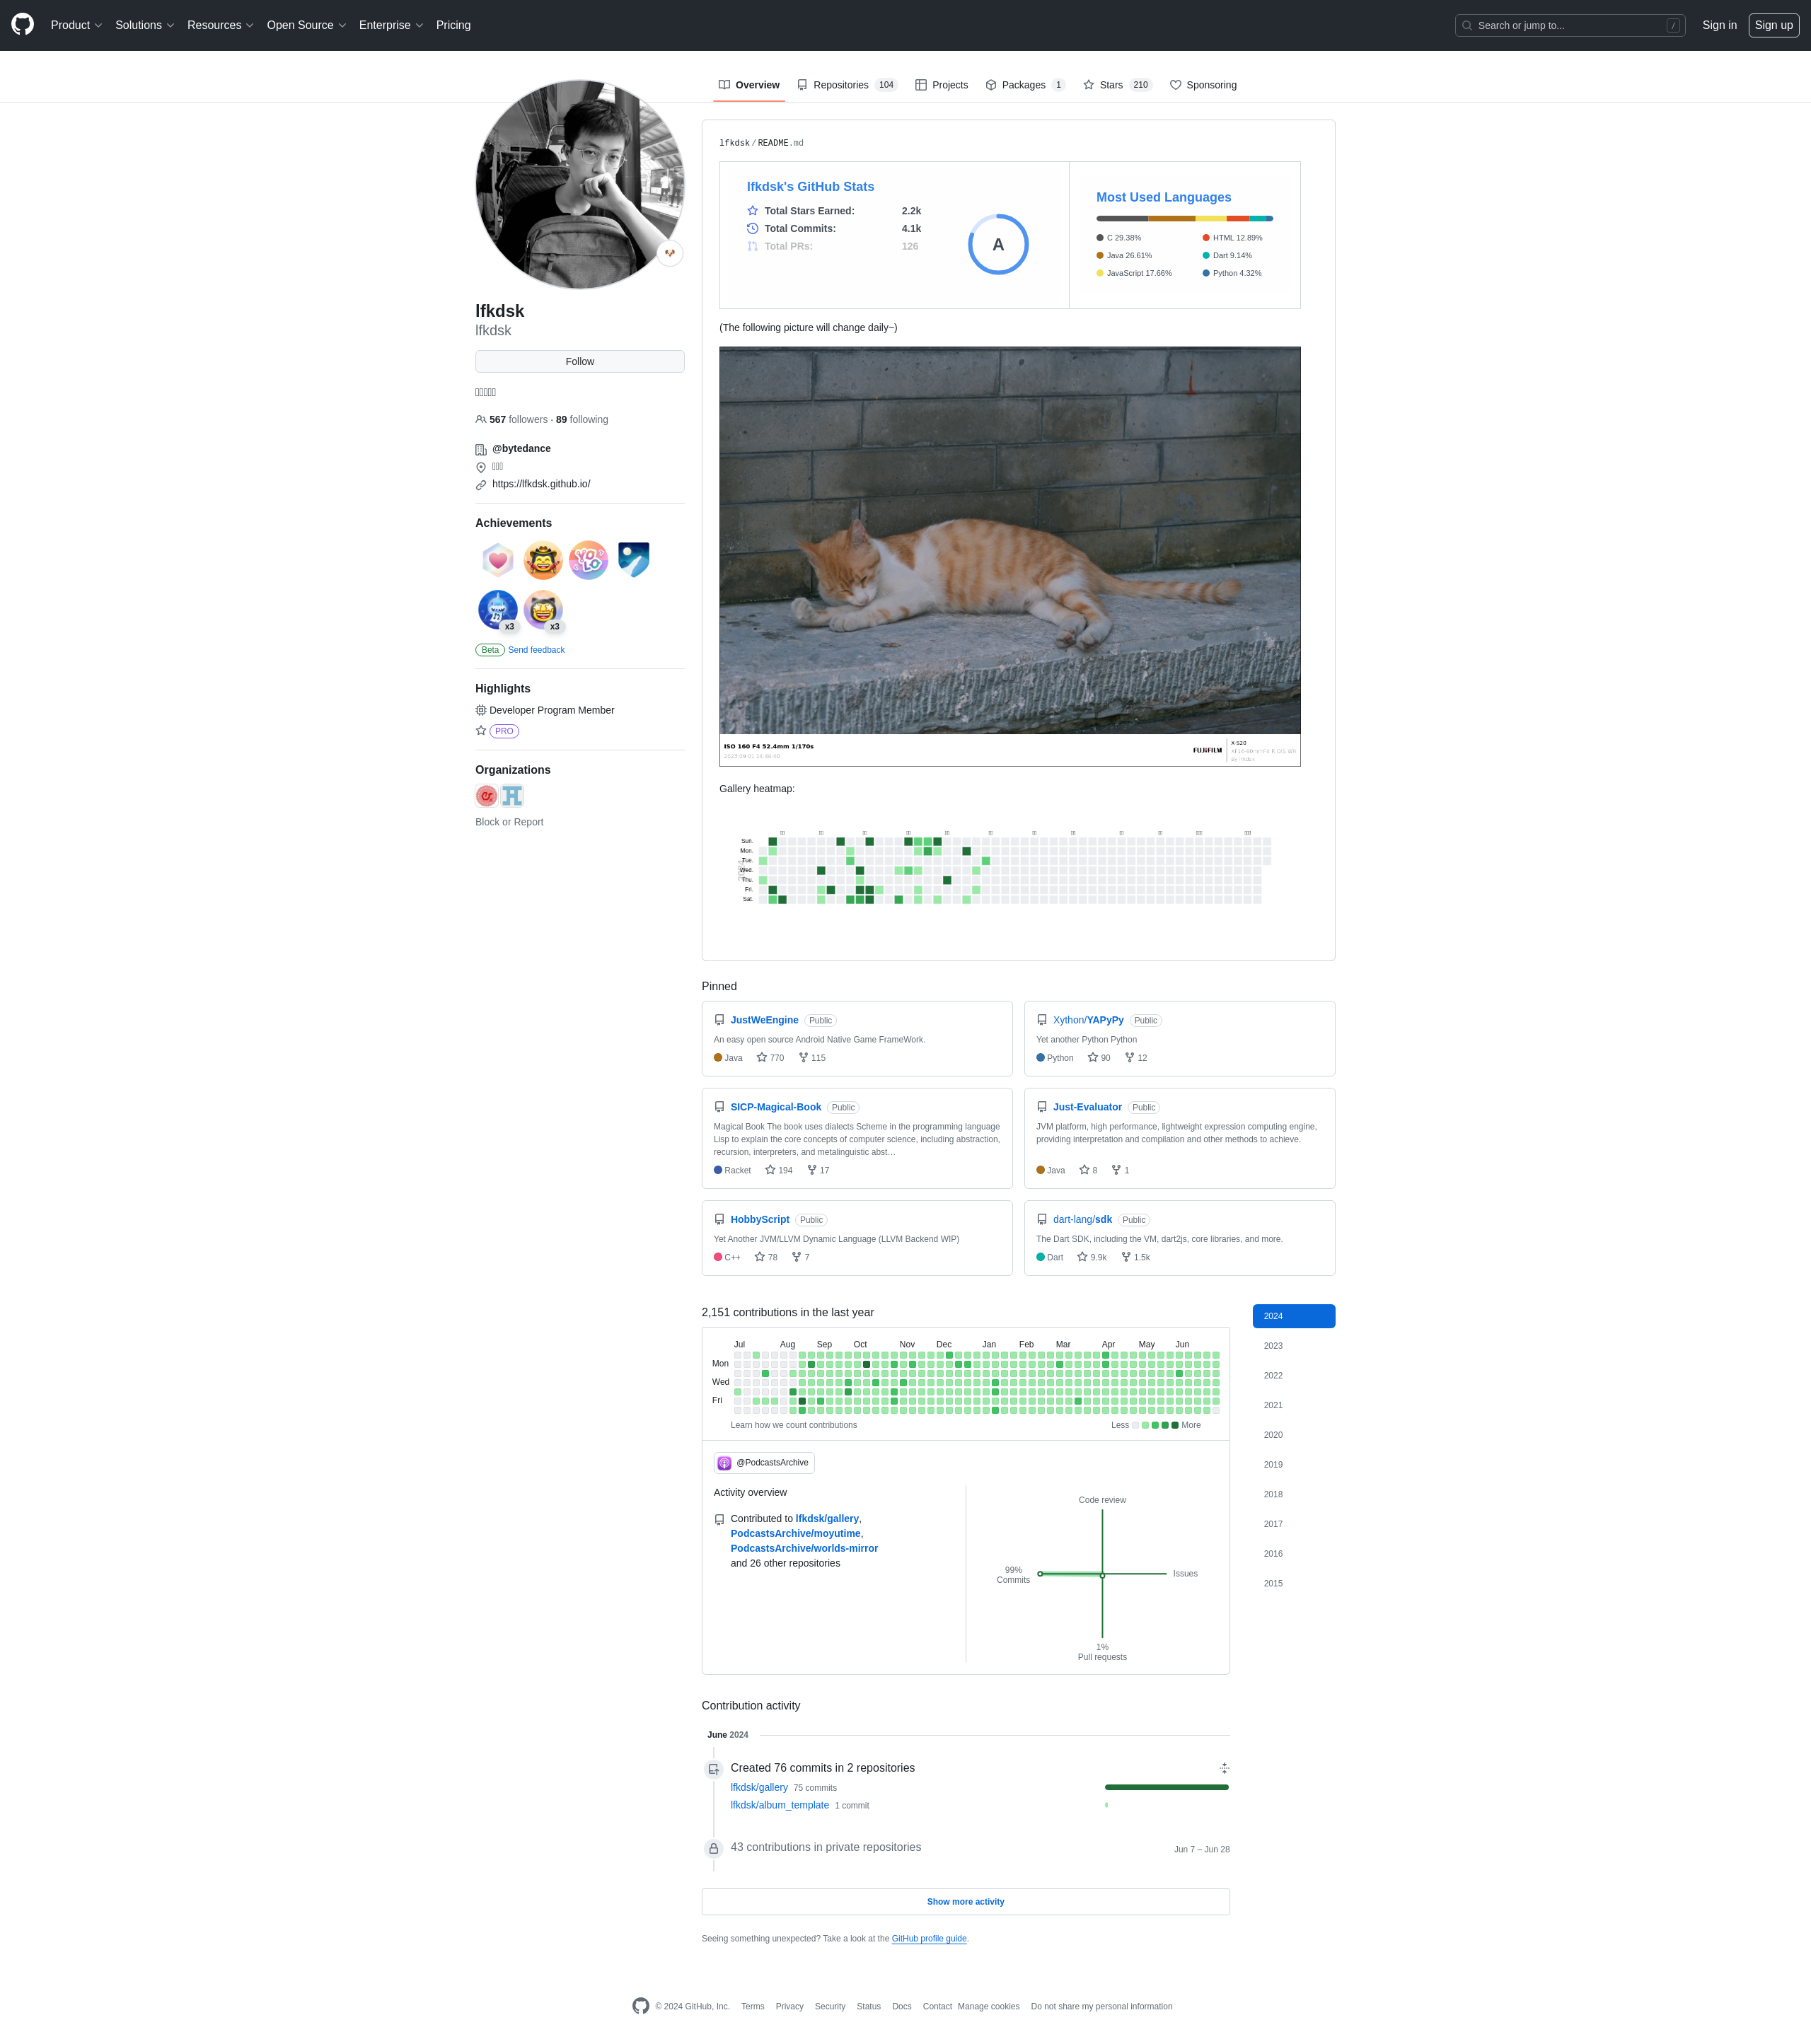 Product Solutions Resources Open Source Enterprise Pricing
Search or jump to... /
Sign in Sign up
Overview Repositories 104 Projects Packages 1 Stars 210 Sponsoring
lfkdsk
lfkdsk
Follow
567 followers · 89 following
@bytedance
https://lfkdsk.github.io/
Achievements
YOLO
x3 x3
Beta Send feedback
Highlights
Developer Program Member
PRO
Organizations
Block or Report
lfkdsk/README.md
lfkdsk's GitHub Stats
Total Stars Earned: 2.2k
Total Commits: 4.1k
Total PRs: 126
A
Most Used Languages
C 29.38% HTML 12.89%
Java 26.61% Dart 9.14%
JavaScript 17.66% Python 4.32%
(The following picture will change daily~)
ISO 160 F4 52.4mm 1/170s
FUJIFILM
X-S20
Gallery heatmap:
Sun.
Mon.
Tue.
Wed.
Thu.
Fri.
Sat.
Pinned
JustWeEngine Public
An easy open source Android Native Game FrameWork.
Java 770 115
Xython/YAPyPy Public
Yet another Python Python
Python 90 12
SICP-Magical-Book Public
Magical Book The book uses dialects Scheme in the programming language
Lisp to explain the core concepts of computer science, including abstraction,
recursion, interpreters, and metalinguistic abst…
Racket 194 17
Just-Evaluator Public
JVM platform, high performance, lightweight expression computing engine,
providing interpretation and compilation and other methods to achieve.
Java 8 1
HobbyScript Public
Yet Another JVM/LLVM Dynamic Language (LLVM Backend WIP)
C++ 78 7
dart-lang/sdk Public
The Dart SDK, including the VM, dart2js, core libraries, and more.
Dart 9.9k 1.5k
2,151 contributions in the last year
Jul Aug Sep Oct Nov Dec Jan Feb Mar Apr May Jun
Mon
Wed
Fri
Learn how we count contributions
Less More
@PodcastsArchive
Activity overview
Contributed to lfkdsk/gallery,
PodcastsArchive/moyutime,
PodcastsArchive/worlds-mirror
and 26 other repositories
Code review
99%
Commits
Issues
1%
Pull requests
2024
2023
2022
2021
2020
2019
2018
2017
2016
2015
Contribution activity
June 2024
Created 76 commits in 2 repositories
lfkdsk/gallery 75 commits
lfkdsk/album_template 1 commit
43 contributions in private repositories
Jun 7 – Jun 28
Show more activity
Seeing something unexpected? Take a look at the GitHub profile guide.
© 2024 GitHub, Inc. Terms Privacy Security Status Docs Contact Manage cookies Do not share my personal information